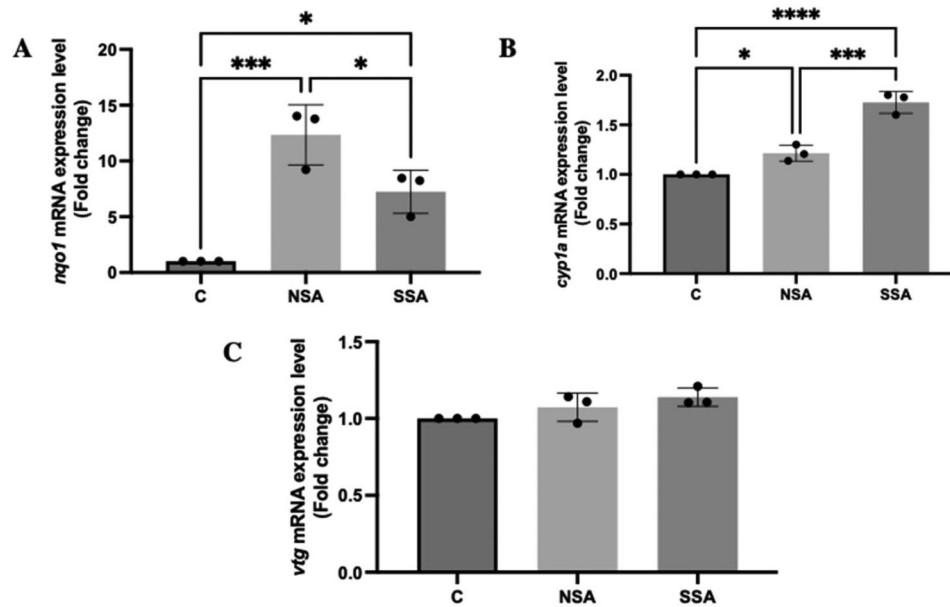 A
*
*** *
nqo1 mRNA expression level
(Fold change)
20
15
10
5
0
C NSA SSA
B
****
* ***
cyp1a mRNA expression level
(Fold change)
2.0
1.5
1.0
0.5
0.0
C NSA SSA
C
vtg mRNA expression level
(Fold change)
1.5
1.0
0.5
0.0
C NSA SSA